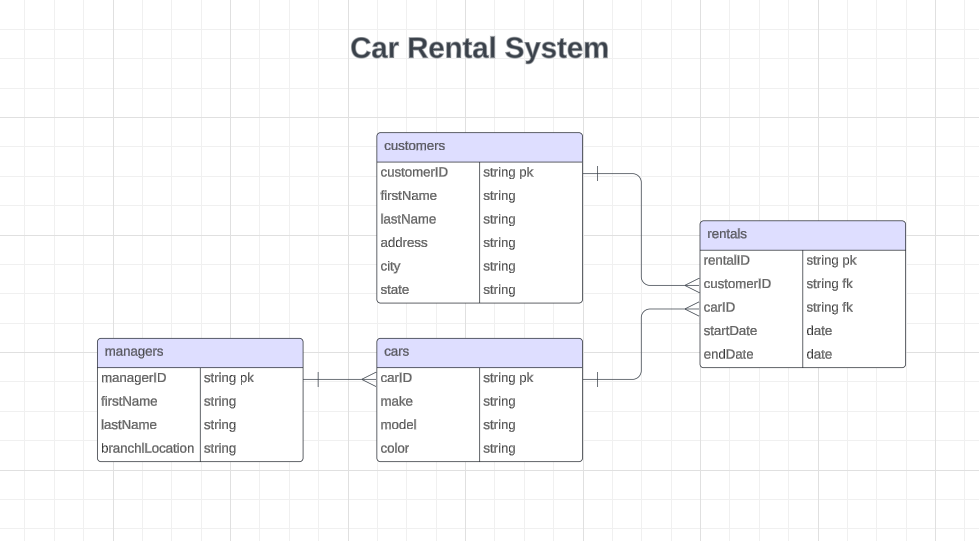 Car Rental System
customers
customerID string pk
firstName string
lastName string
address string
city string
state string
rentals
rentalID string pk
customerID string fk
carID string fk
startDate date
endDate date
managers
managerID string pk
firstName string
lastName string
branchlLocation string
cars
carID string pk
make string
model string
color string